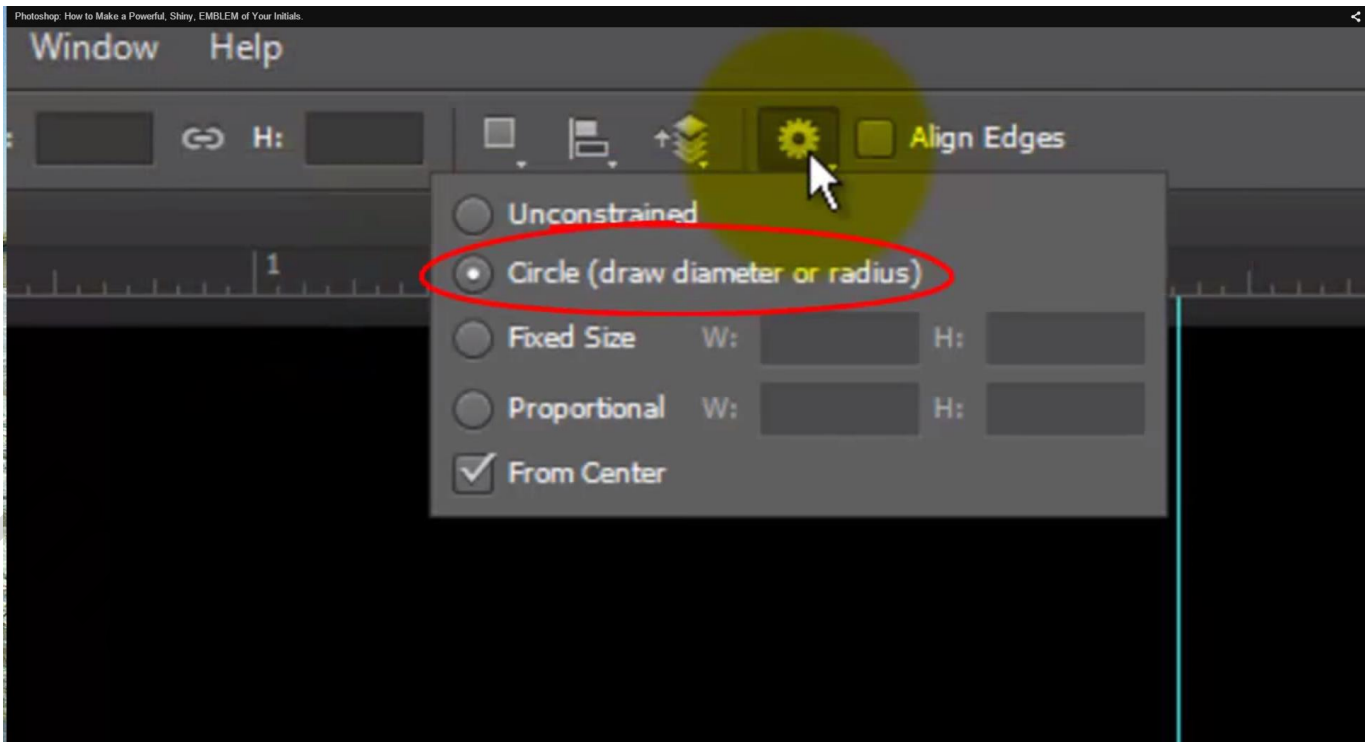 Photoshop: How to Make a Powerful, Shiny, EMBLEM of Your Initials.
Window Help
: H: Align Edges
Unconstrained
1
Circle (draw diameter or radius)
Fixed Size W: H:
Proportional W: H:
From Center